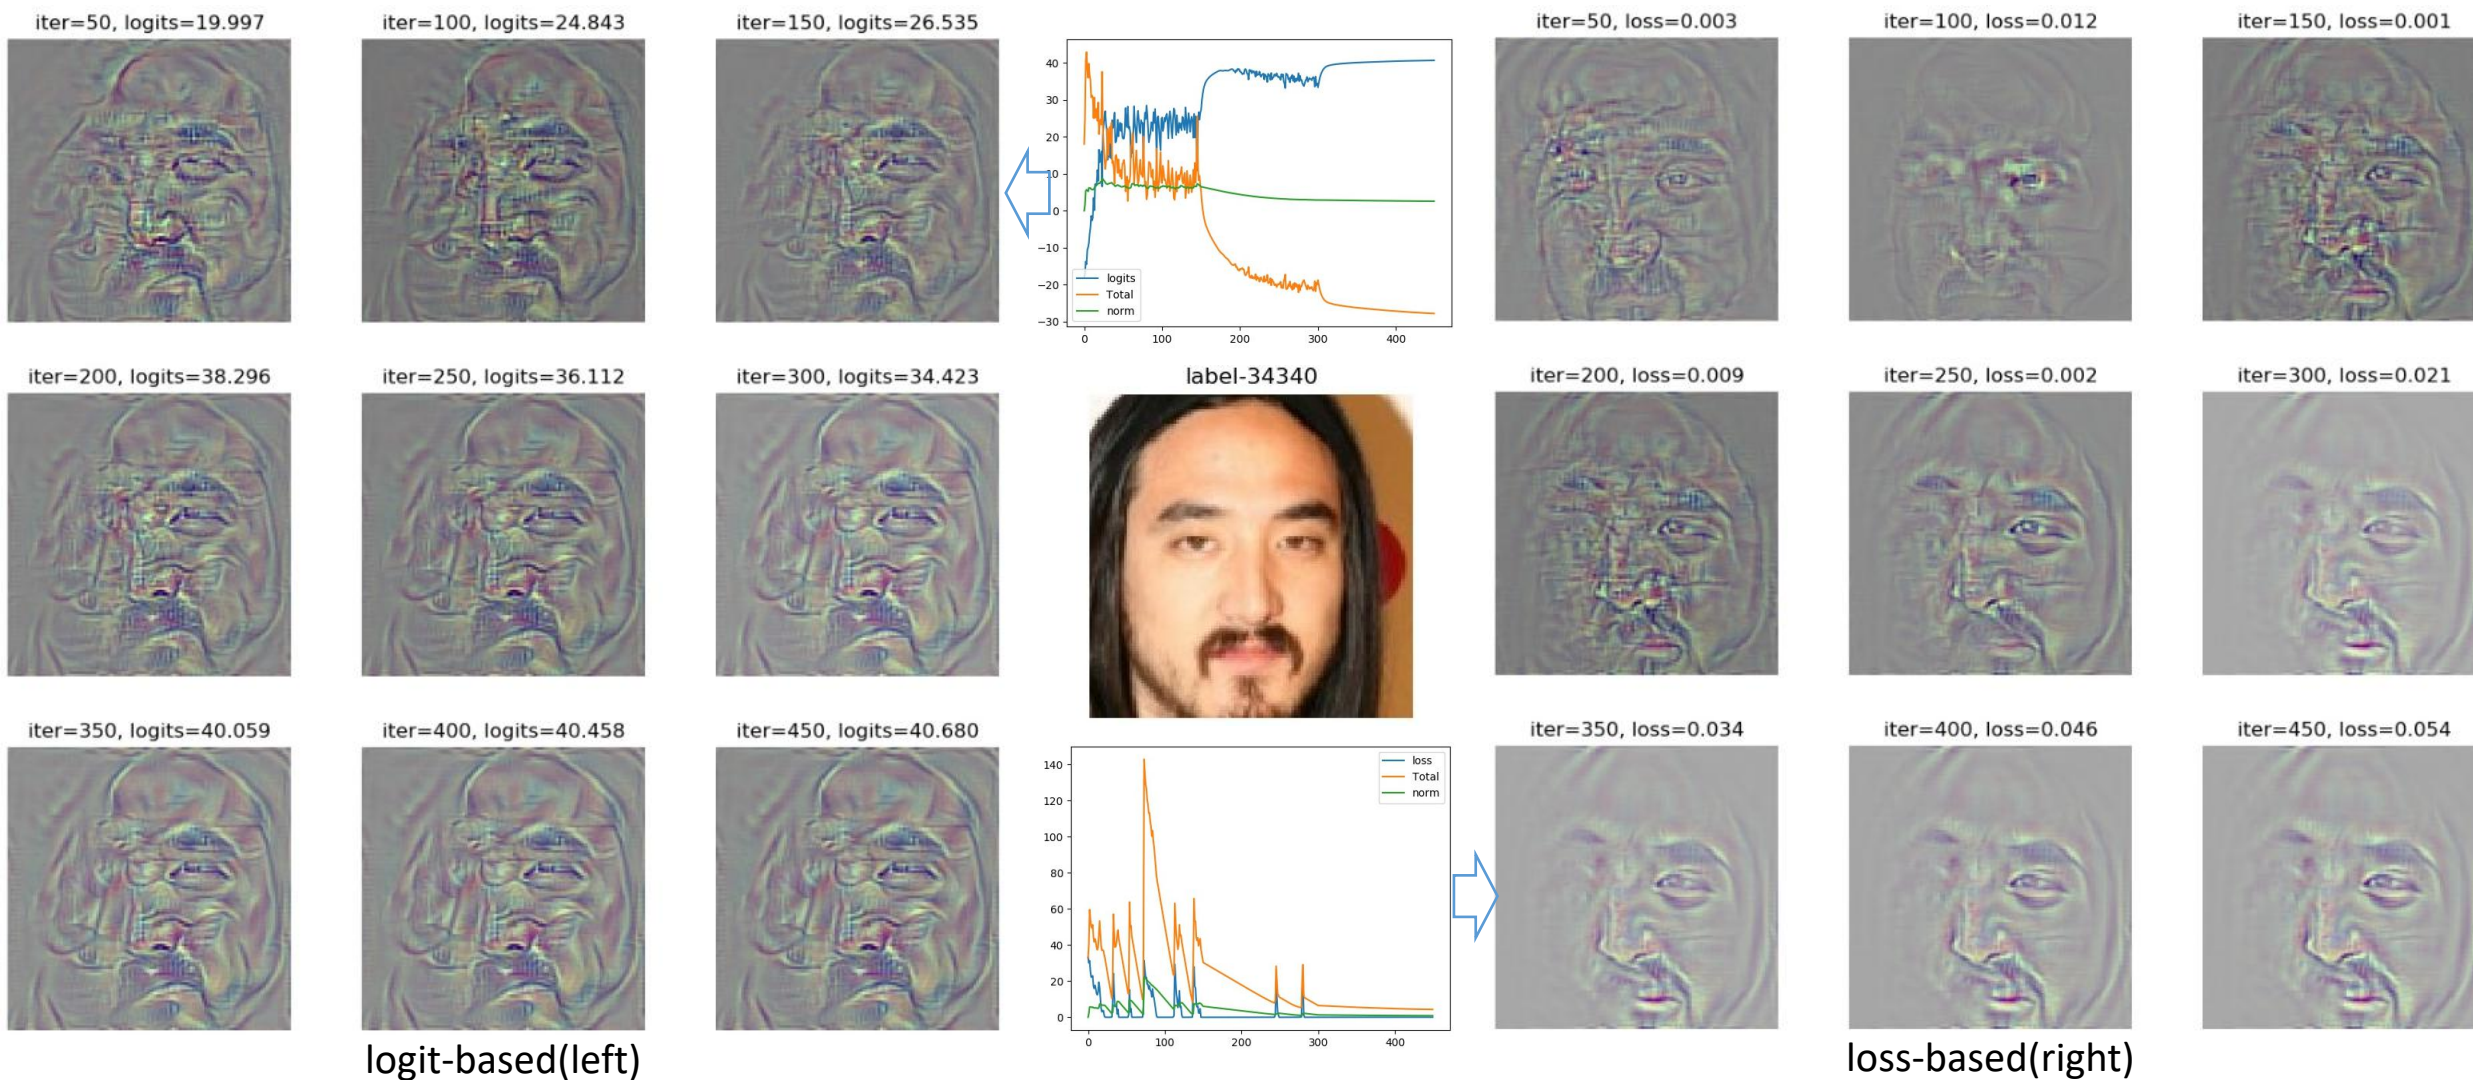 iter=50, logits=19.997
iter=100, logits=24.843
iter=150, logits=26.535
40
30
20
10
0
−10
−20
−30
logits
Total
norm
0
100
200
300
400
iter=50, loss=0.003
iter=100, loss=0.012
iter=150, loss=0.001
iter=200, logits=38.296
iter=250, logits=36.112
iter=300, logits=34.423
label-34340
iter=200, loss=0.009
iter=250, loss=0.002
iter=300, loss=0.021
iter=350, logits=40.059
iter=400, logits=40.458
iter=450, logits=40.680
140
120
100
80
60
40
20
0
loss
Total
norm
0
100
200
300
400
iter=350, loss=0.034
iter=400, loss=0.046
iter=450, loss=0.054
logit-based(left)
loss-based(right)